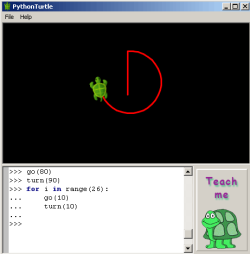 PythonTurtle
File Help
>>> go(80)
>>> turn(90)
>>> for i in range(26):
...     go(10)
...     turn(10)
...
>>>
Teach
me